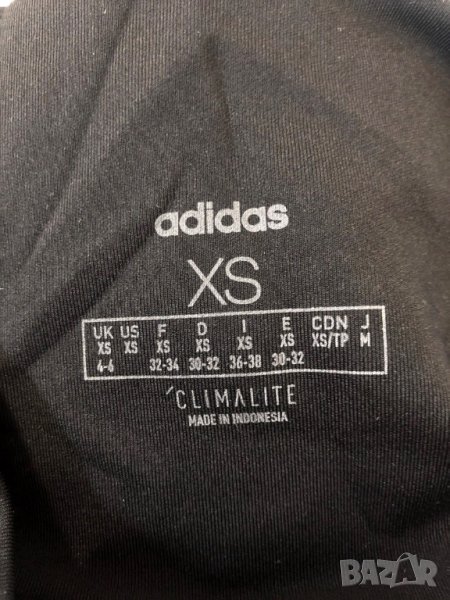 adidas
XS
UK US F D I E CDN J
XS XS XS XS XS XS XS/TP M
4-6 32-34 30-32 36-38 30-32
CLIMALITE
MADE IN INDONESIA
BAZAR